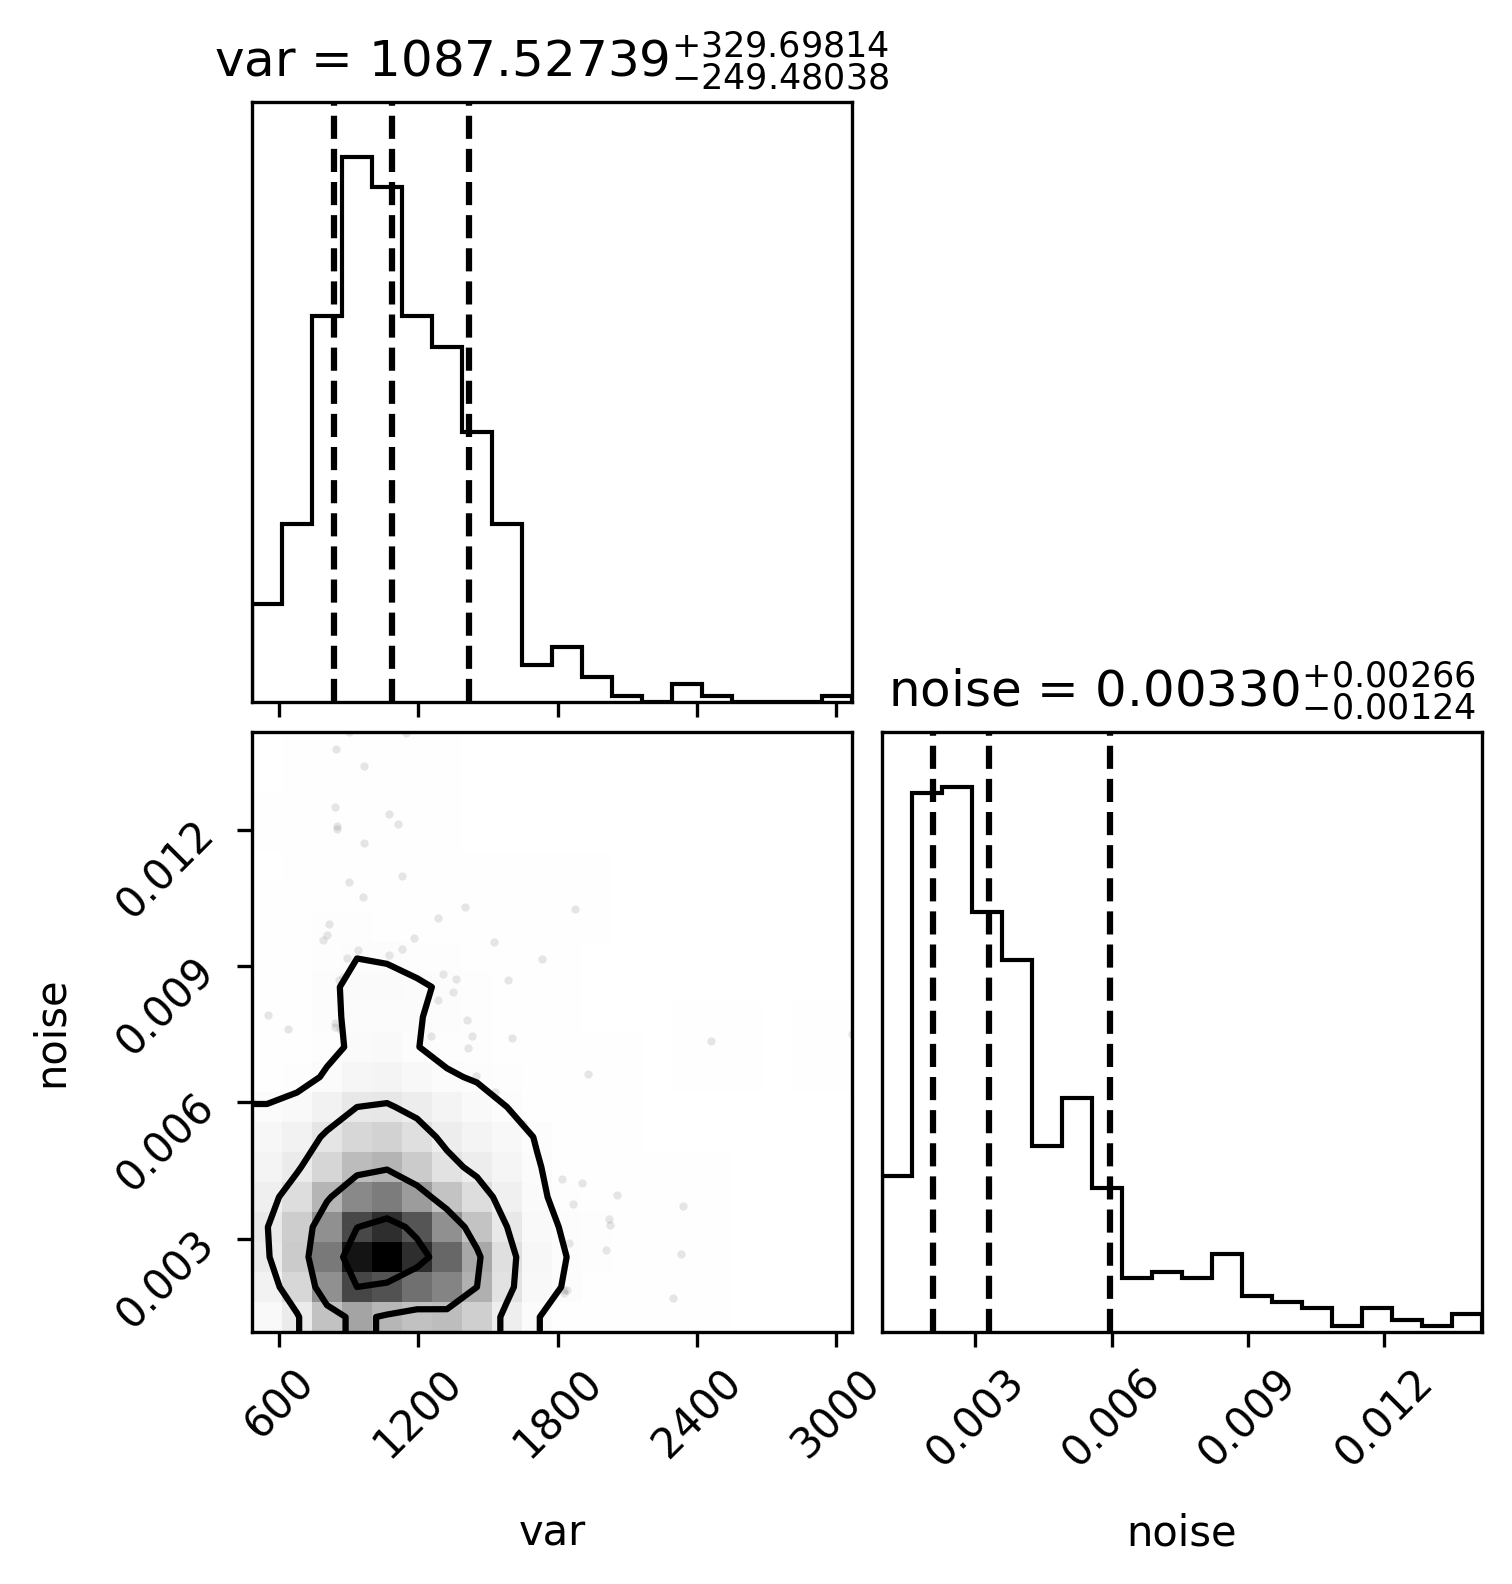 var = 1087.52739+329.69814−249.48038
noise = 0.00330+0.00266−0.00124
0.012
0.009
0.006
0.003
noise
600 1200 1800 2400 3000
0.003 0.006 0.009 0.012
var
noise